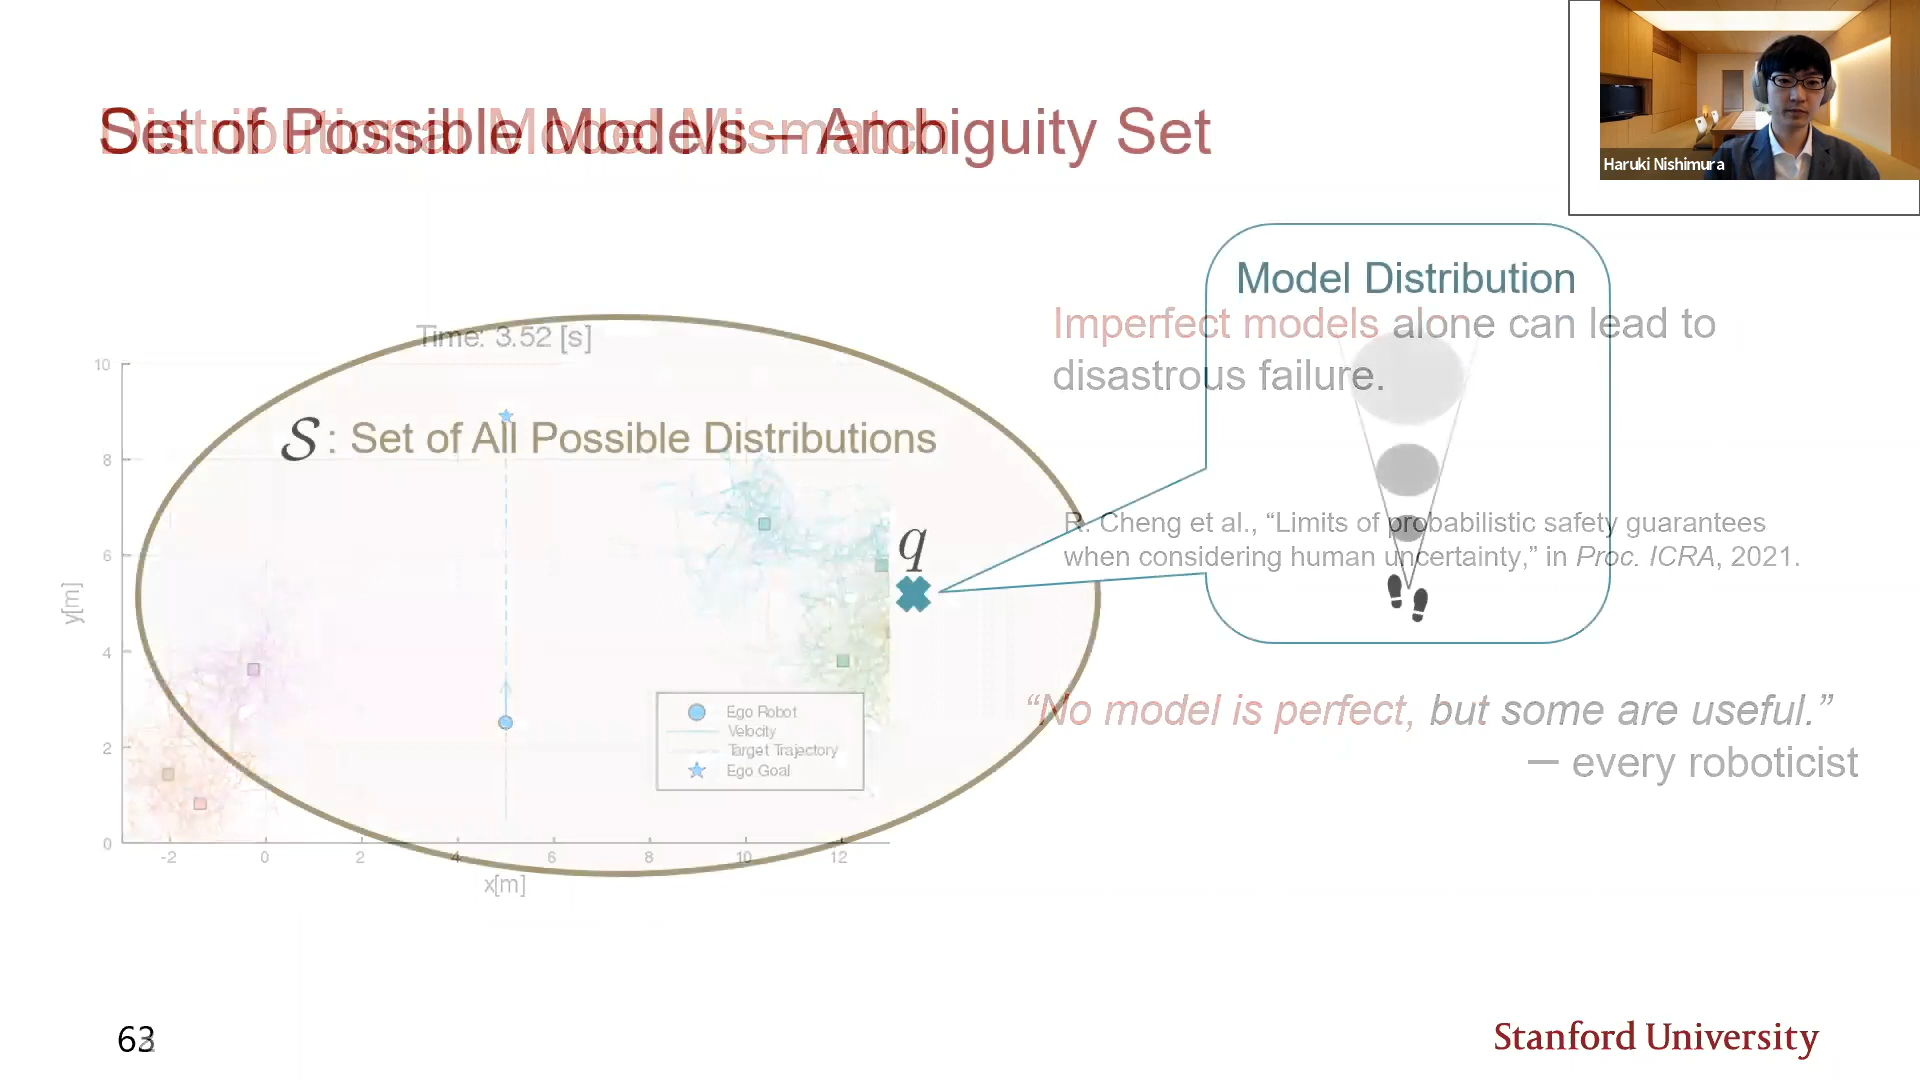 Set of Possible Models – Ambiguity Set
Distributional Model Mismatch
Haruki Nishimura
Model Distribution
Imperfect models alone can lead to
disastrous failure.
Time: 3.52 [s]
S : Set of All Possible Distributions
q
R. Cheng et al., “Limits of probabilistic safety guarantees
when considering human uncertainty,” in Proc. ICRA, 2021.
“No model is perfect, but some are useful.”
— every roboticist
10
8
6
4
2
0
y[m]
-2 0 2 4 6 8 10 12
x[m]
Ego Robot
Velocity
Target Trajectory
Ego Goal
63
Stanford University